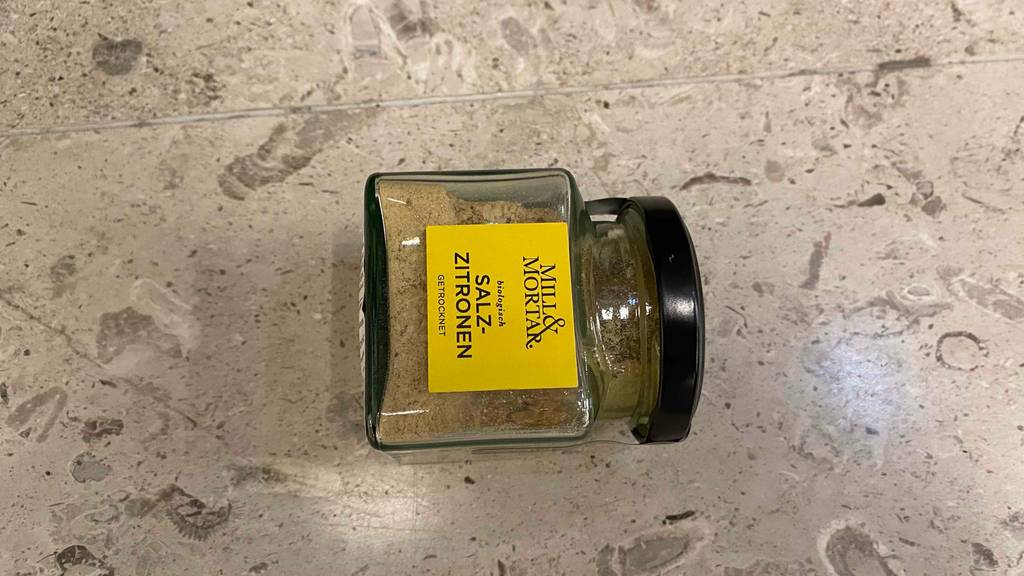 MILL &
MORTAR
biologisch
SALZ-
ZITRONEN
GETROCKNET